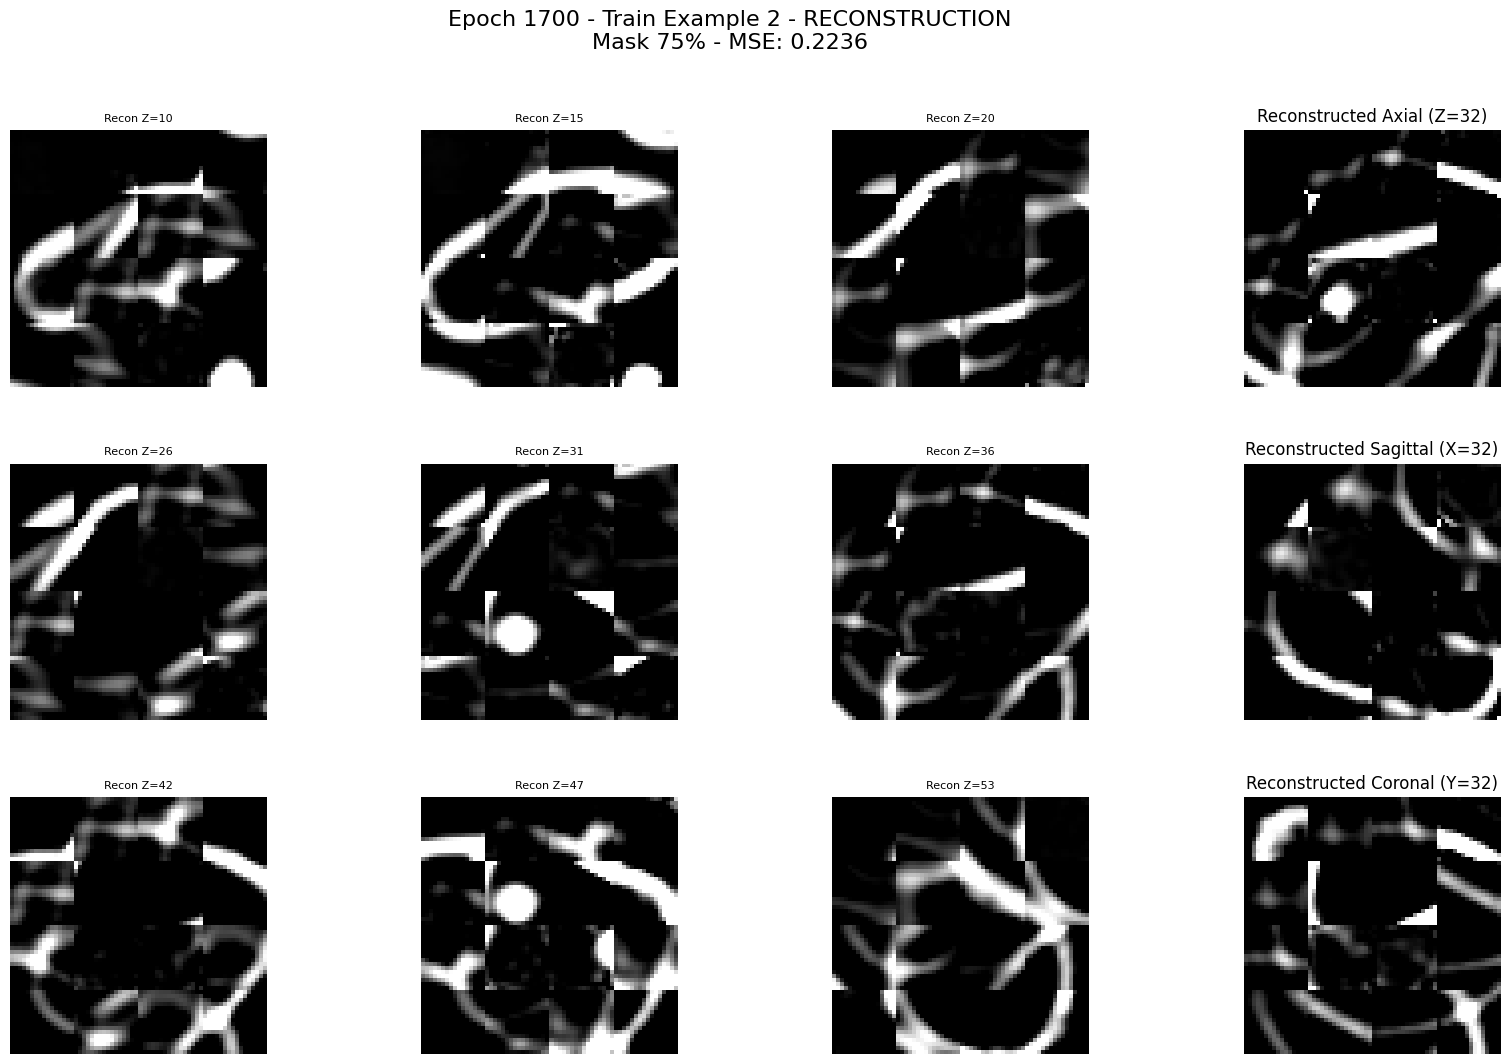 Epoch 1700 - Train Example 2 - RECONSTRUCTION
Mask 75% - MSE: 0.2236
Recon Z=10
Recon Z=15
Recon Z=20
Reconstructed Axial (Z=32)
Recon Z=26
Recon Z=31
Recon Z=36
Reconstructed Sagittal (X=32)
Recon Z=42
Recon Z=47
Recon Z=53
Reconstructed Coronal (Y=32)